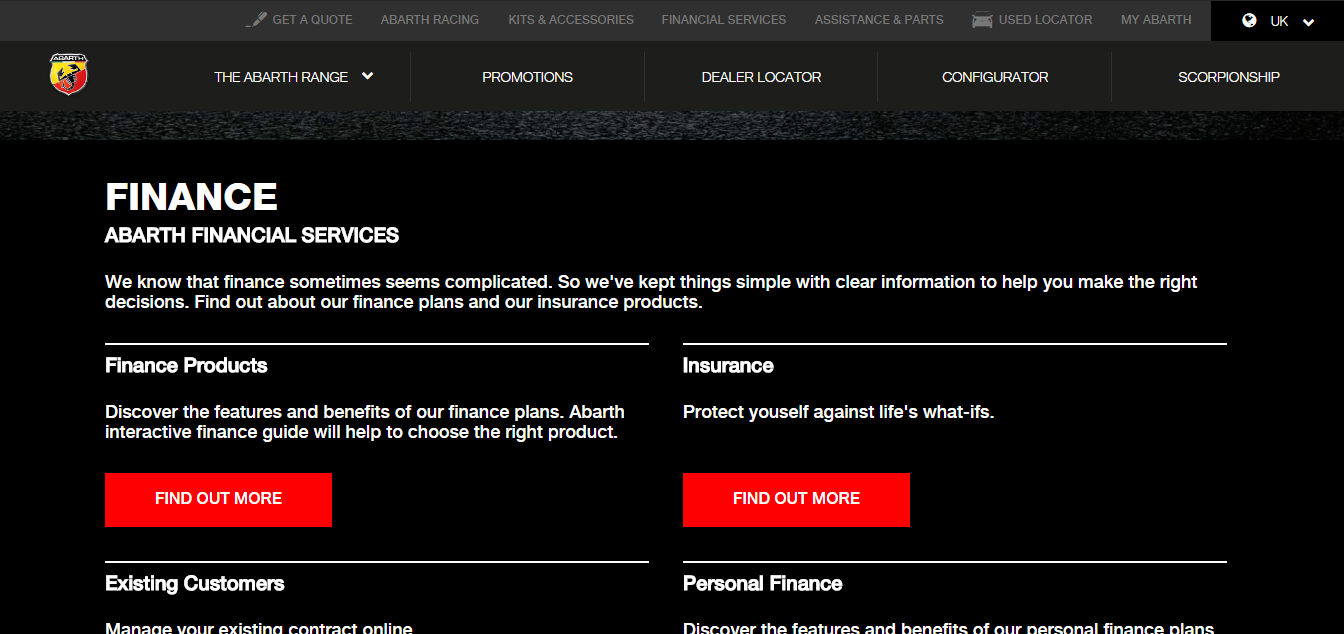 GET A QUOTE ABARTH RACING KITS & ACCESSORIES FINANCIAL SERVICES ASSISTANCE & PARTS USED LOCATOR MY ABARTH UK
ABARTH
THE ABARTH RANGE PROMOTIONS DEALER LOCATOR CONFIGURATOR SCORPIONSHIP
FINANCE
ABARTH FINANCIAL SERVICES
We know that finance sometimes seems complicated. So we've kept things simple with clear information to help you make the right
decisions. Find out about our finance plans and our insurance products.
Finance Products
Discover the features and benefits of our finance plans. Abarth
interactive finance guide will help to choose the right product.
FIND OUT MORE
Insurance
Protect youself against life's what-ifs.
FIND OUT MORE
Existing Customers
Manage your existing contract online
Personal Finance
Discover the features and benefits of our personal finance plans